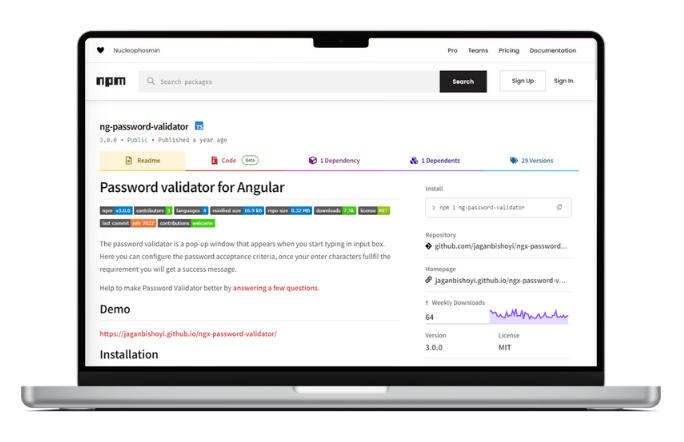 Nucleophosmin
Pro Teams Pricing Documentation
npm Search packages Search Sign Up Sign In
ng-password-validator TS
3.0.0 • Public • Published a year ago
Readme
Code Beta
1 Dependency
1 Dependents
29 Versions
Password validator for Angular
npm v3.0.0 contributors 3 languages 4 minified size 16.9 kB repo size 8.32 MB downloads 7.5k license MIT
last commit july 2022 contributions welcome
The password validator is a pop-up window that appears when you start typing in input box.
Here you can configure the password acceptance criteria, once your enter characters fullfil the
requirement you will get a success message.
Help to make Password Validator better by answering a few questions.
Demo
https://jaganbishoyi.github.io/ngx-password-validator/
Installation
Install
> npm i ng-password-validator
Repository
github.com/jaganbishoyi/ngx-password...
Homepage
jaganbishoyi.github.io/ngx-password-v...
Weekly Downloads
64
Version License
3.0.0 MIT